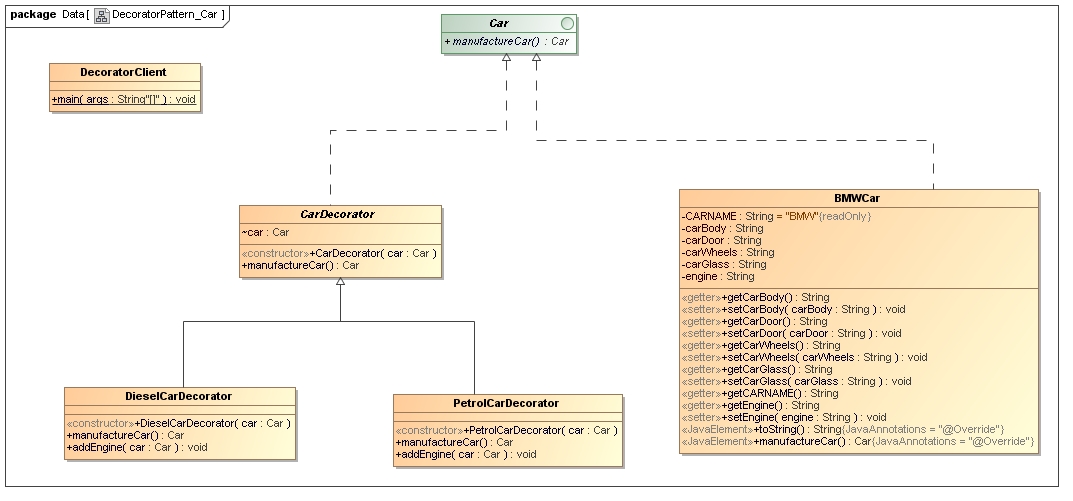 package Data [ DecoratorPattern_Car ]
Car
+ manufactureCar() : Car
DecoratorClient
+main( args : String"[]" ) : void
CarDecorator
~car : Car
«constructor»+CarDecorator( car : Car )
+manufactureCar() : Car
BMWCar
-CARNAME : String = "BMW"{readOnly}
-carBody : String
-carDoor : String
-carWheels : String
-carGlass : String
-engine : String
«getter»+getCarBody() : String
«setter»+setCarBody( carBody : String ) : void
«getter»+getCarDoor() : String
«setter»+setCarDoor( carDoor : String ) : void
«getter»+getCarWheels() : String
«setter»+setCarWheels( carWheels : String ) : void
«getter»+getCarGlass() : String
«setter»+setCarGlass( carGlass : String ) : void
«getter»+getCARNAME() : String
«getter»+getEngine() : String
«setter»+setEngine( engine : String ) : void
«JavaElement»+toString() : String{JavaAnnotations = "@Override"}
«JavaElement»+manufactureCar() : Car{JavaAnnotations = "@Override"}
DieselCarDecorator
«constructor»+DieselCarDecorator( car : Car )
+manufactureCar() : Car
+addEngine( car : Car ) : void
PetrolCarDecorator
«constructor»+PetrolCarDecorator( car : Car )
+manufactureCar() : Car
+addEngine( car : Car ) : void